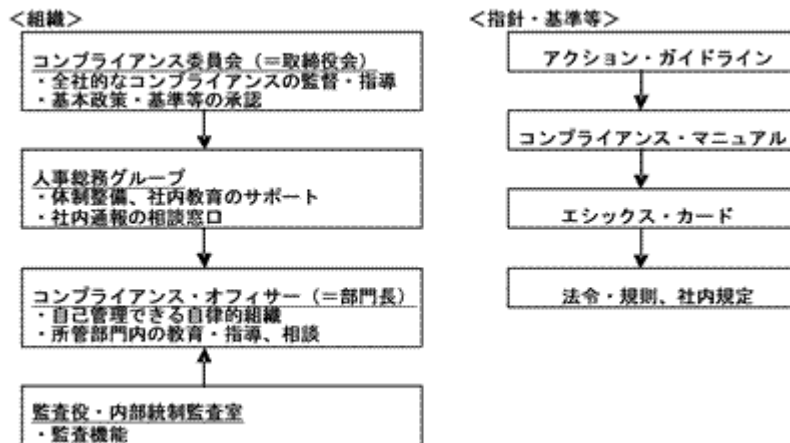 ＜組織＞
コンプライアンス委員会（＝取締役会）
・全社的なコンプライアンスの監督・指導
・基本政策・基準等の承認
人事総務グループ
・体制整備、社内教育のサポート
・社内通報の相談窓口
コンプライアンス・オフィサー（＝部門長）
・自己管理できる自律的組織
・所管部門内の教育・指導、相談
監査役・内部統制監査室
・監査機能
＜指針・基準等＞
アクション・ガイドライン
コンプライアンス・マニュアル
エシックス・カード
法令・規則、社内規定